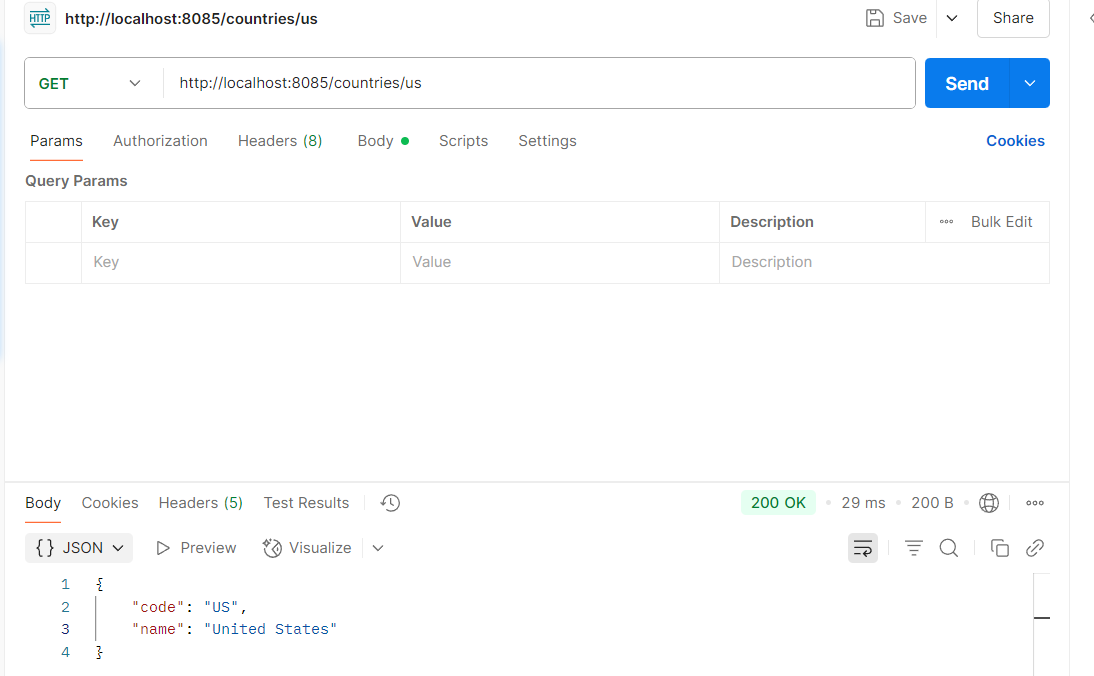 HTTP http://localhost:8085/countries/us Save Share
GET http://localhost:8085/countries/us Send
Params Authorization Headers (8) Body Scripts Settings Cookies
Query Params
Key Value Description Bulk Edit
Key Value Description
Body Cookies Headers (5) Test Results 200 OK 29 ms 200 B
{} JSON Preview Visualize
1 {
2 "code": "US",
3 "name": "United States"
4 }